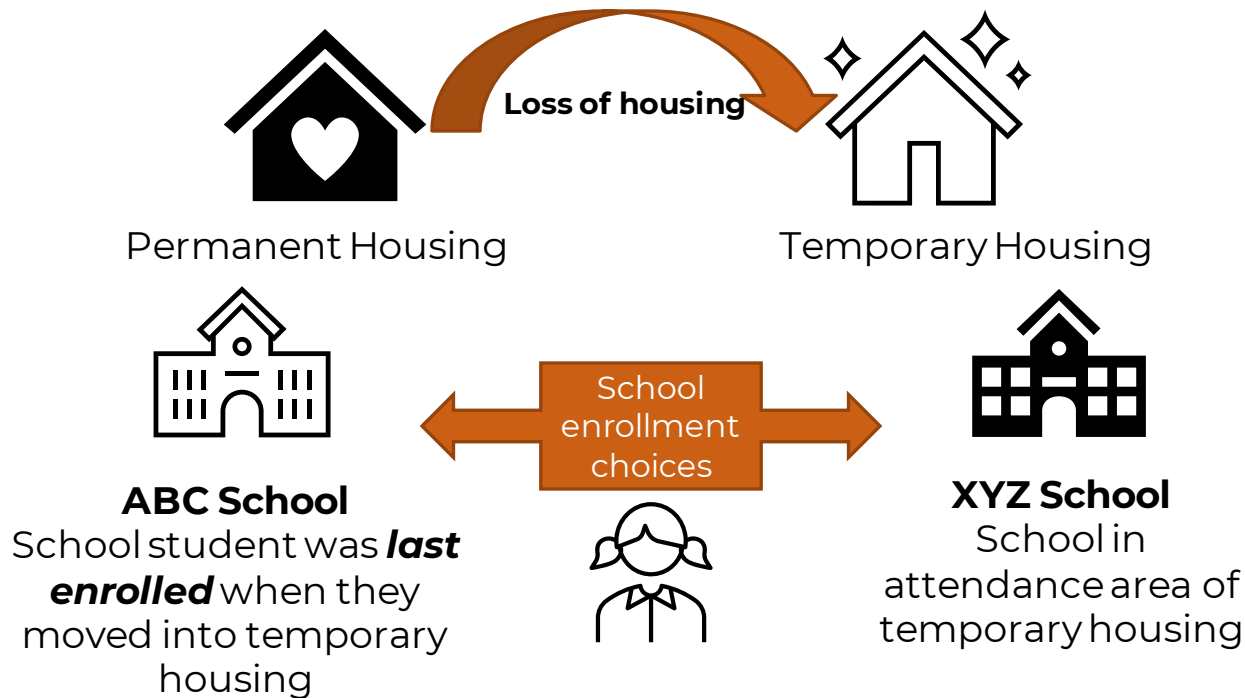 Loss of housing
Permanent Housing
Temporary Housing
School
enrollment
choices
ABC School
School student was last
enrolled when they
moved into temporary
housing
XYZ School
School in
attendance area of
temporary housing